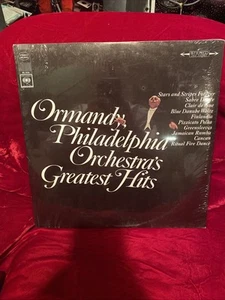 Stars and Stripes Forever
Sabre Dance
Clair de Lune
Blue Danube Waltz
Finlandia
Pizzicato Polka
Greensleeves
Jamaican Rumba
Cancan
Ritual Fire Dance
Ormandy
Philadelphia
Orchestra's
Greatest Hits